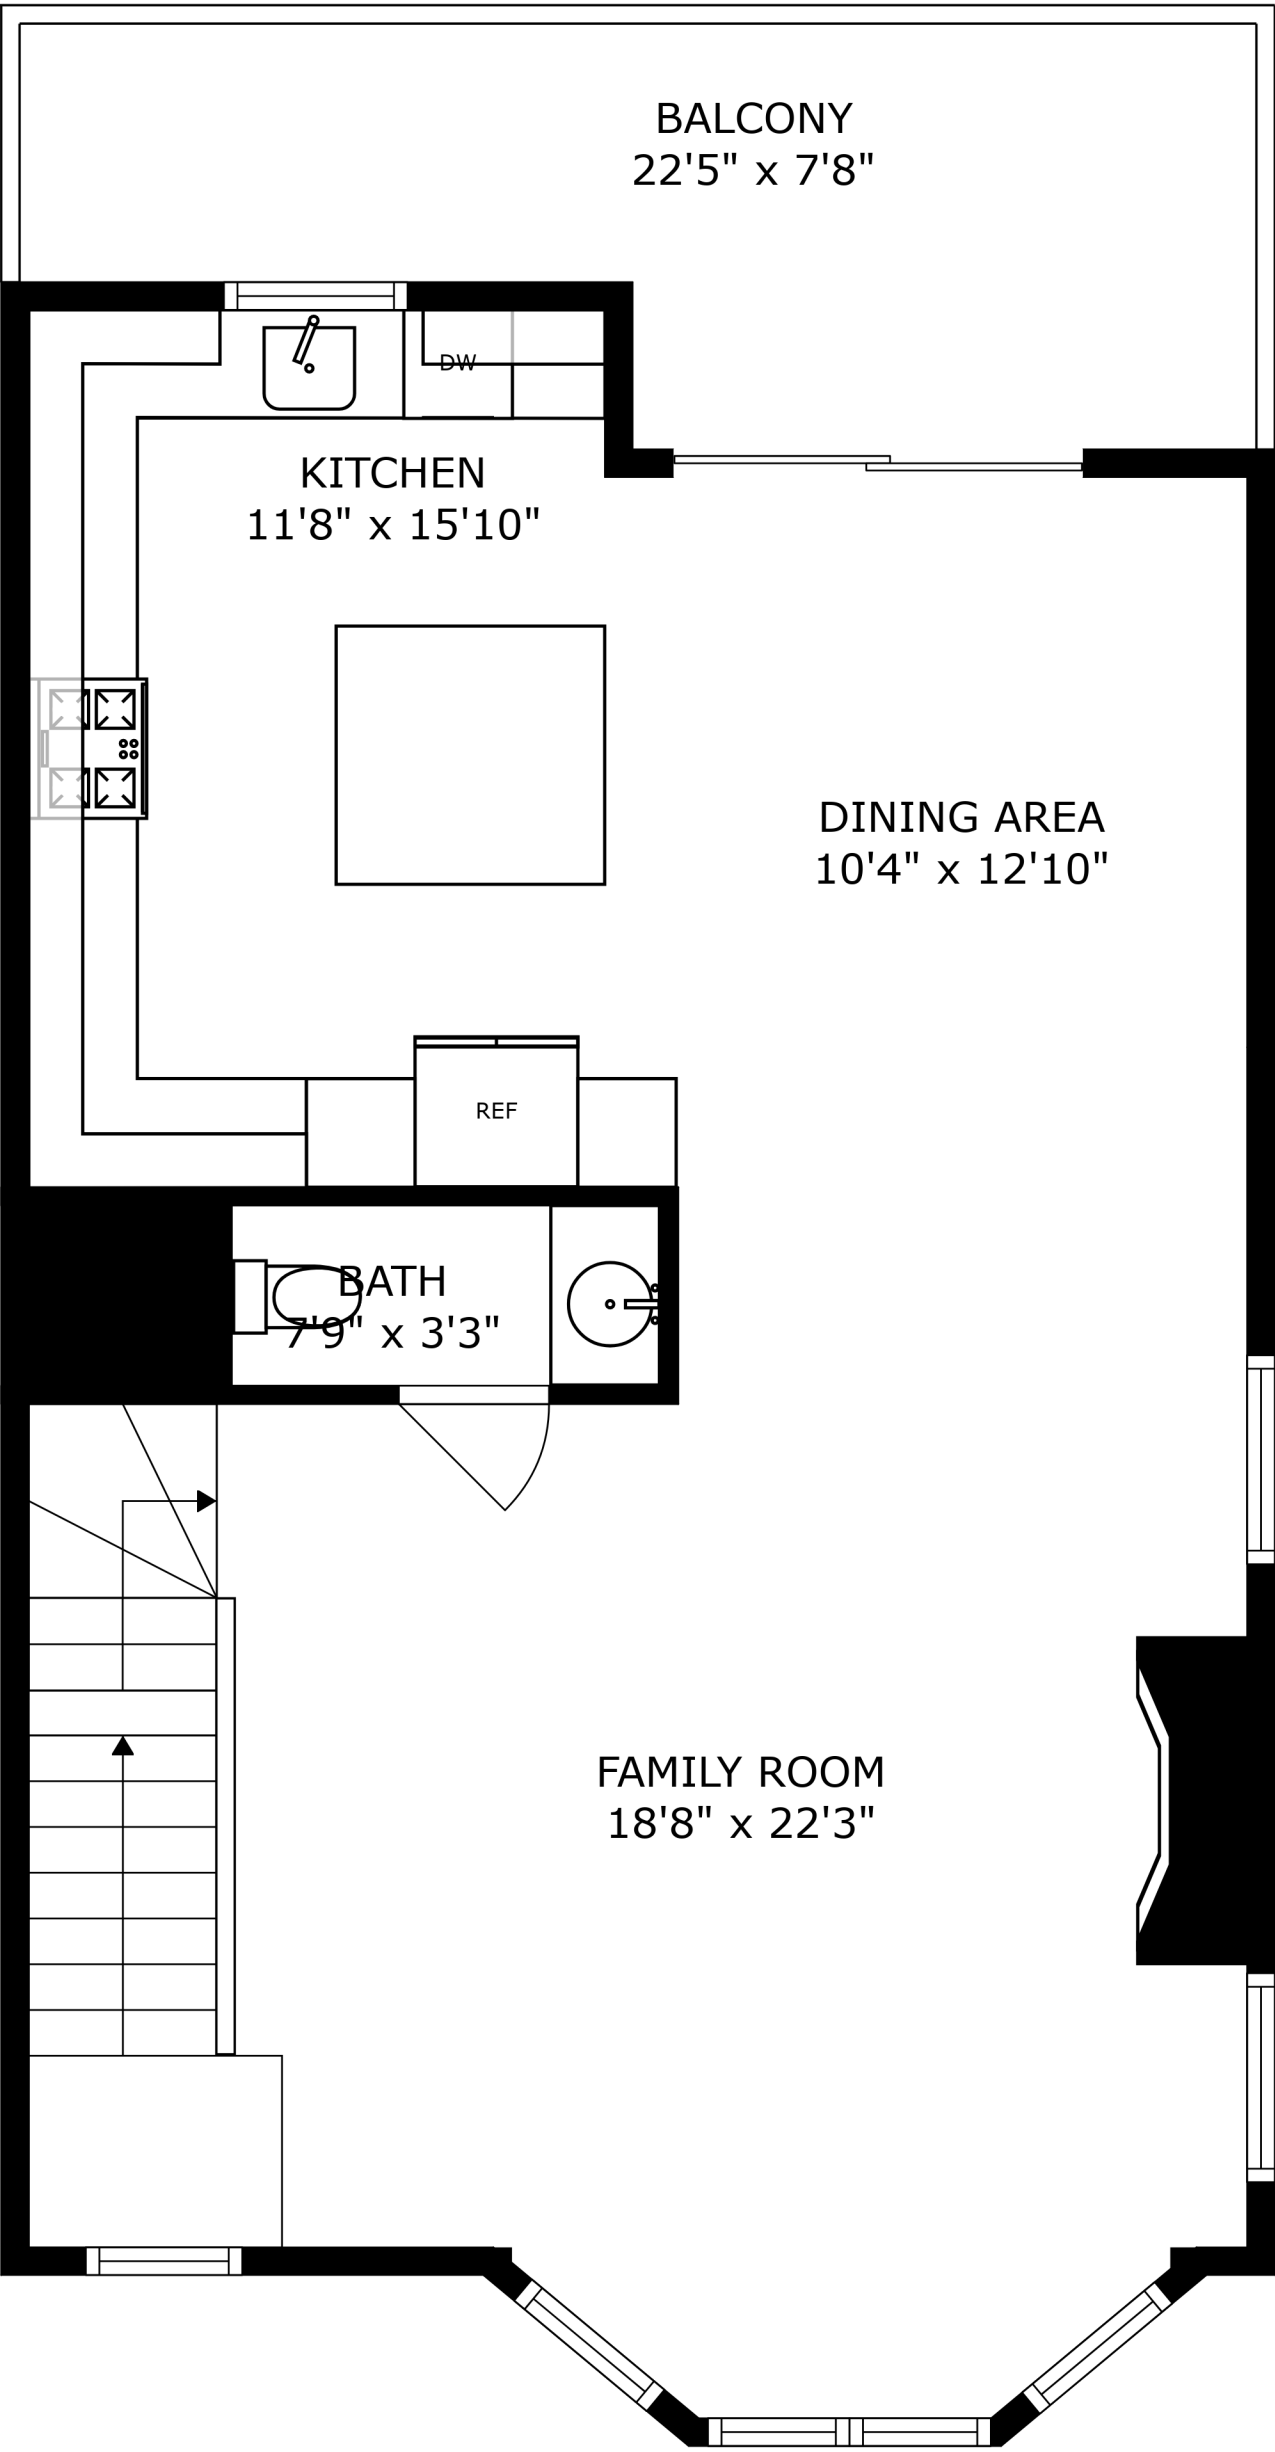 BALCONY
22'5" x 7'8"
DW
KITCHEN
11'8" x 15'10"
DINING AREA
10'4" x 12'10"
REF
BATH
7'9" x 3'3"
FAMILY ROOM
18'8" x 22'3"